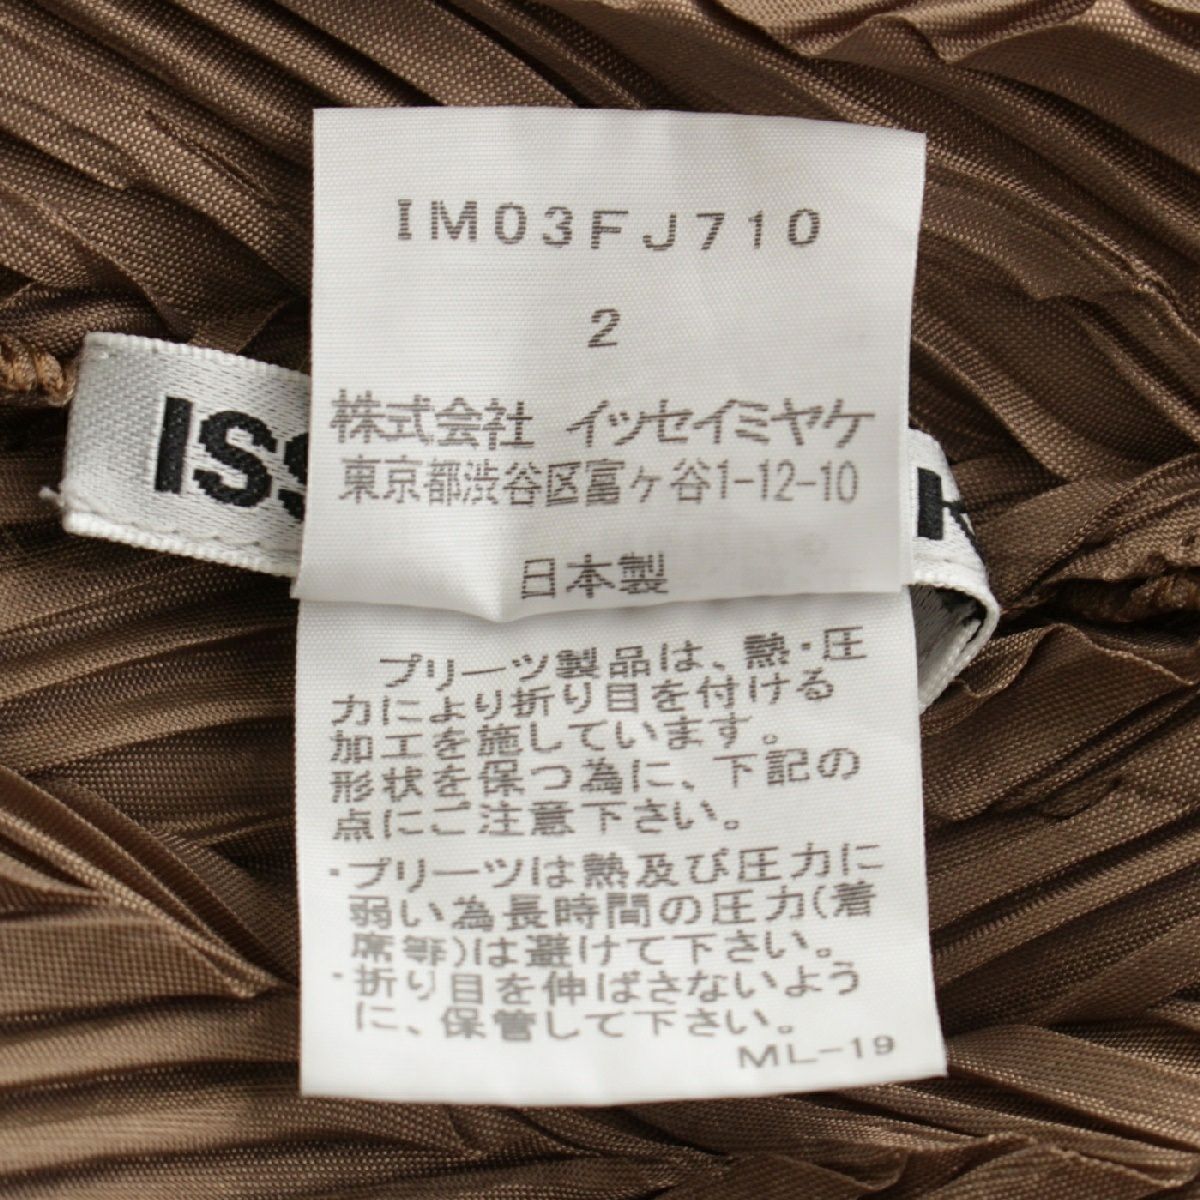 IM03FJ710
2
ISS
株式会社 イッセイミヤケ
東京都渋谷区富ヶ谷1-12-10
日本製
プリーツ製品は、熱・圧
力により折り目を付ける
加工を施しています。
形状を保つ為に、下記の
点にご注意下さい。
・プリーツは熱及び圧力に
弱い為長時間の圧力(着
席等)は避けて下さい。
・折り目を伸ばさないよう
に、保管して下さい。
ML-19